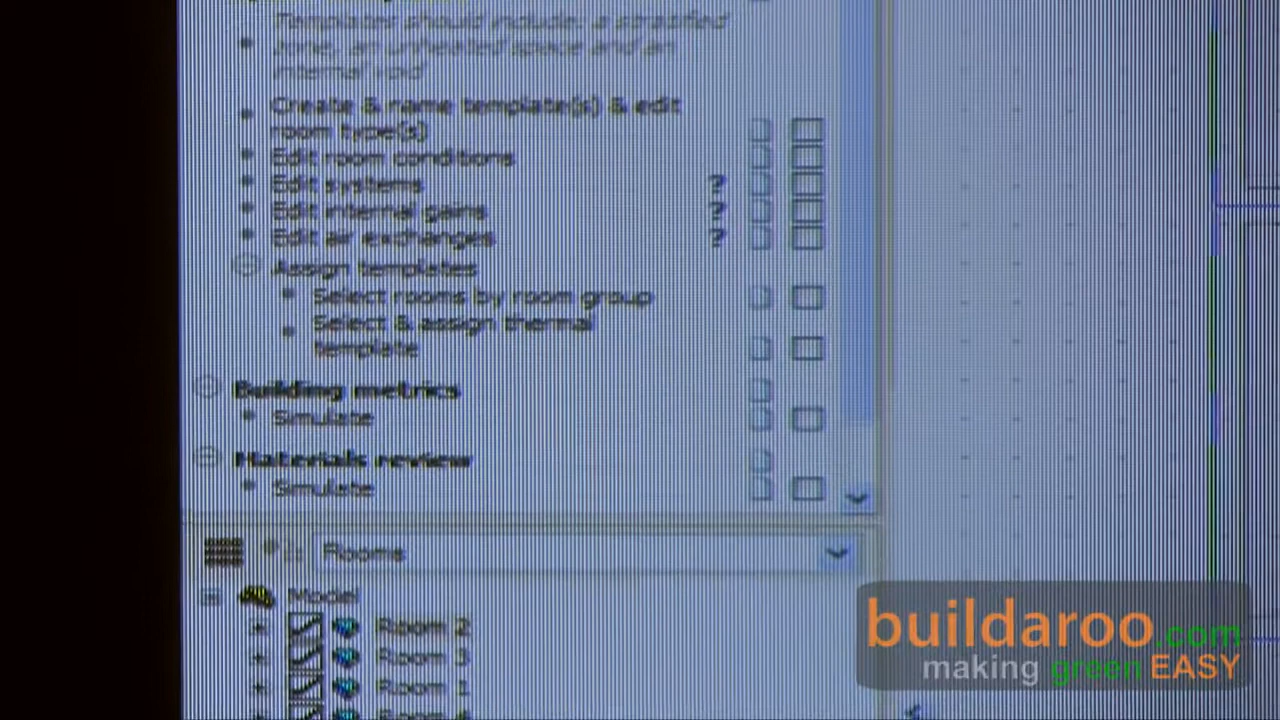 Templates should include: a stratified
zone, an unheated space and an
internal void
Create & name template(s) & edit
room type(s)
Edit room conditions
Edit systems ?
Edit internal gains ?
Edit air exchanges ?
Assign templates
Select rooms by room group
Select & assign thermal
template
Building metrics
Simulate
Materials review
Simulate
Rooms
Model
Room 2
Room 3
Room 1
Room 4
buildaroo.com
making green EASY